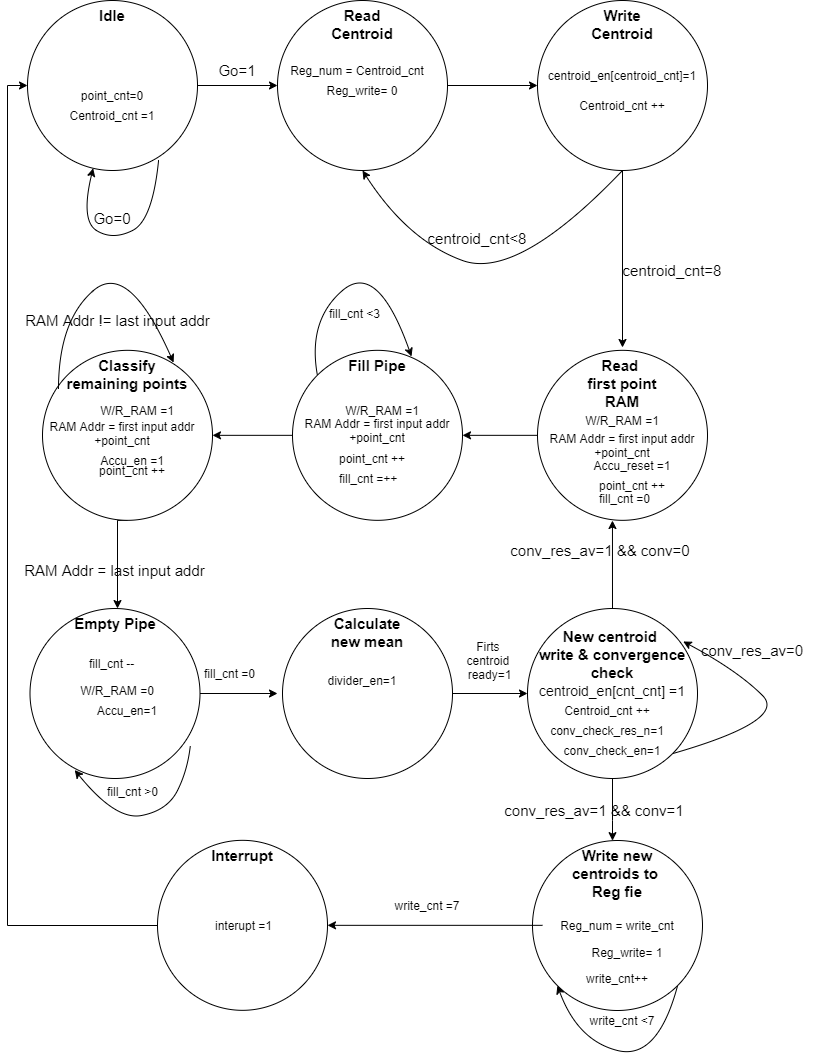 Idle
point_cnt=0
Centroid_cnt =1
Go=0
Go=1
Read
Centroid
Reg_num = Centroid_cnt
Reg_write= 0
Write
Centroid
centroid_en[centroid_cnt]=1
Centroid_cnt ++
centroid_cnt<8
centroid_cnt=8
Read
first point
RAM
W/R_RAM =1
RAM Addr = first input addr
+point_cnt
Accu_reset =1
point_cnt ++
fill_cnt =0
fill_cnt <3
Fill Pipe
W/R_RAM =1
RAM Addr = first input addr
+point_cnt
point_cnt ++
fill_cnt =++
RAM Addr != last input addr
Classify
remaining points
W/R_RAM =1
RAM Addr = first input addr
+point_cnt
Accu_en =1
point_cnt ++
RAM Addr = last input addr
Empty Pipe
fill_cnt --
W/R_RAM =0
Accu_en=1
fill_cnt >0
fill_cnt =0
Calculate
new mean
divider_en=1
Firts
centroid
ready=1
conv_res_av=1 && conv=0
New centroid
write & convergence
check
centroid_en[cnt_cnt] =1
Centroid_cnt ++
conv_check_res_n=1
conv_check_en=1
conv_res_av=0
conv_res_av=1 && conv=1
Write new
centroids to
Reg fie
Reg_num = write_cnt
Reg_write= 1
write_cnt++
write_cnt <7
write_cnt =7
Interrupt
interupt =1